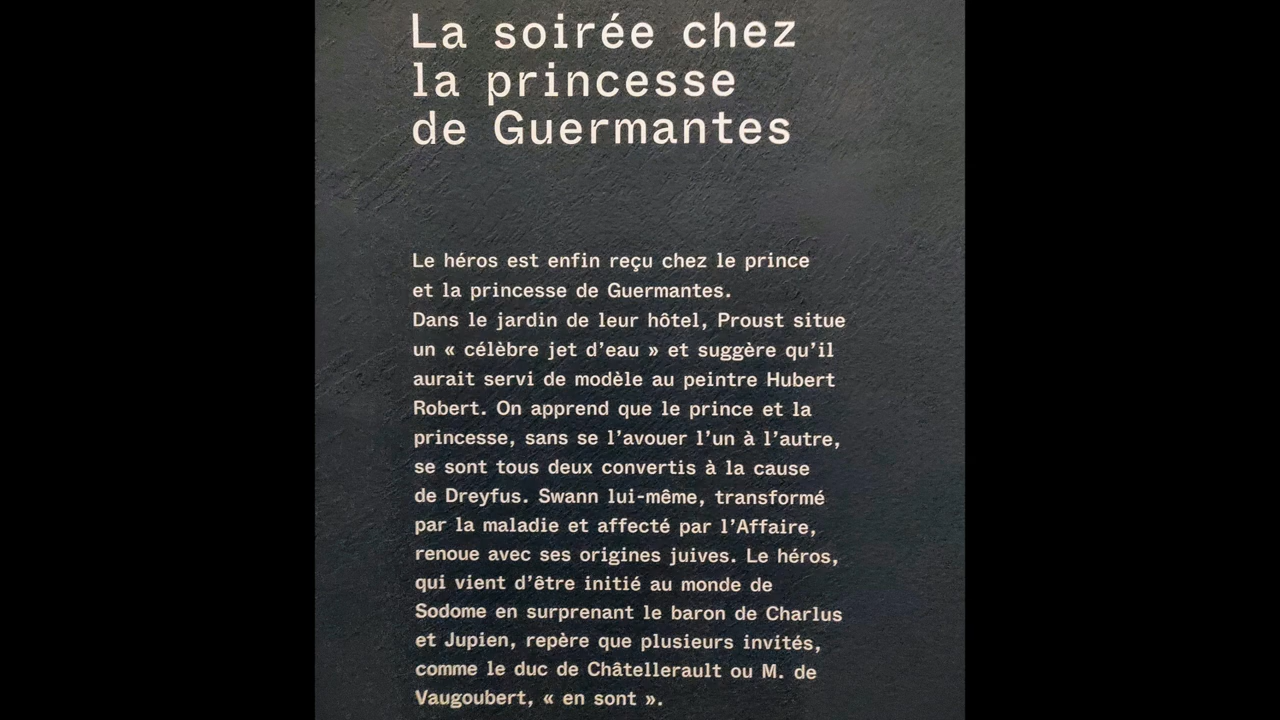 La soirée chez
la princesse
de Guermantes
Le héros est enfin reçu chez le prince
et la princesse de Guermantes.
Dans le jardin de leur hôtel, Proust situe
un « célèbre jet d’eau » et suggère qu’il
aurait servi de modèle au peintre Hubert
Robert. On apprend que le prince et la
princesse, sans se l’avouer l’un à l’autre,
se sont tous deux convertis à la cause
de Dreyfus. Swann lui-même, transformé
par la maladie et affecté par l’Affaire,
renoue avec ses origines juives. Le héros,
qui vient d’être initié au monde de
Sodome en surprenant le baron de Charlus
et Jupien, repère que plusieurs invités,
comme le duc de Châtellerault ou M. de
Vaugoubert, « en sont ».